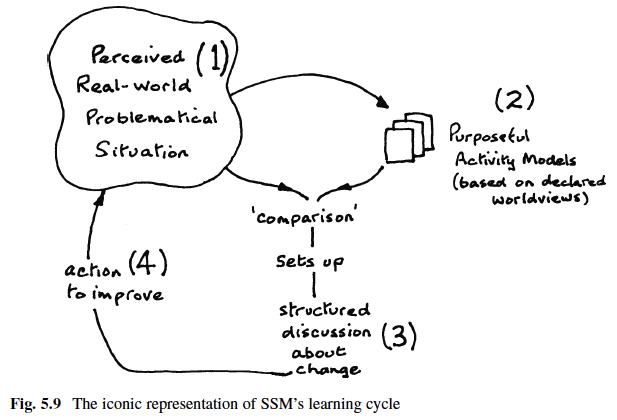 Perceived (1)
Real-world
Problematical
Situation
(2)
Purposeful
Activity Models
(based on declared
worldviews)
'comparison'
Sets up
structured
discussion (3)
about
change
action (4)
to improve
Fig. 5.9 The iconic representation of SSM's learning cycle